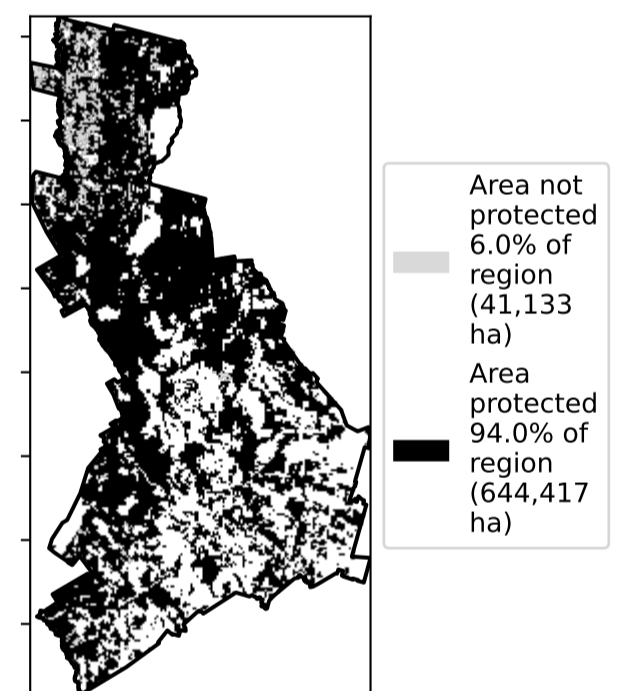 Area not
protected
6.0% of
region
(41,133
ha)
Area
protected
94.0% of
region
(644,417
ha)